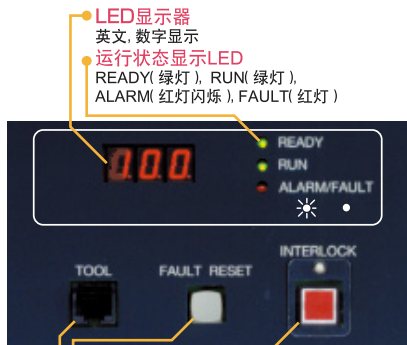 LED显示器
英文,数字显示
运行状态显示LED
READY(绿灯), RUN(绿灯),
ALARM(红灯闪烁), FAULT(红灯)
000
READY
RUN
ALARM/FAULT
INTERLOCK
TOOL
FAULT RESET